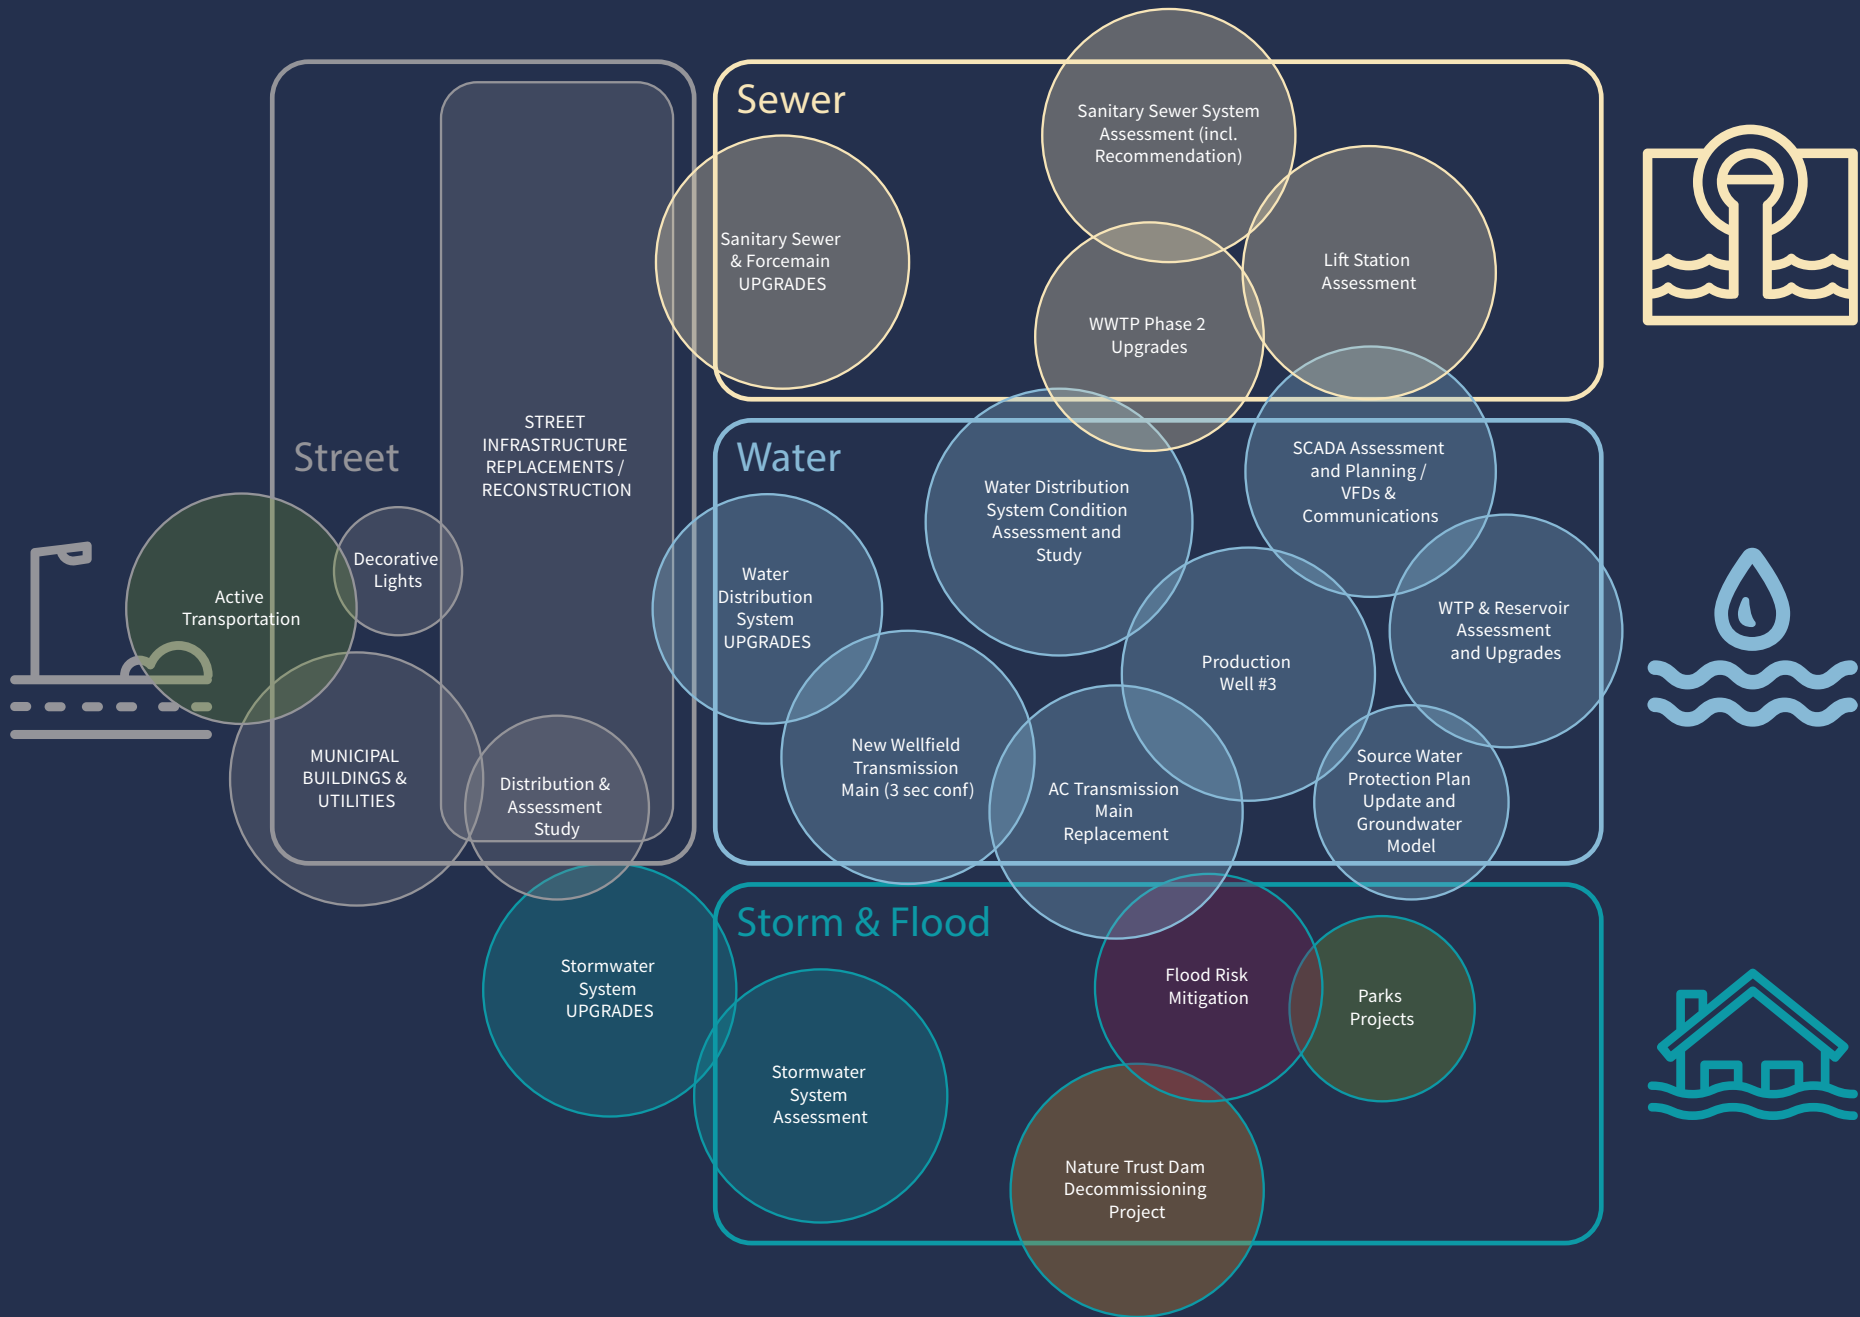 Sewer
Sanitary Sewer System
Assessment (incl.
Recommendation)
Sanitary Sewer
& Forcemain
UPGRADES
Lift Station
Assessment
WWTP Phase 2
Upgrades
Street
STREET
INFRASTRUCTURE
REPLACEMENTS /
RECONSTRUCTION
Decorative
Lights
Active
Transportation
MUNICIPAL
BUILDINGS &
UTILITIES
Distribution &
Assessment
Study
Water
SCADA Assessment
and Planning /
VFDs &
Communications
Water Distribution
System Condition
Assessment and
Study
Water
Distribution
System
UPGRADES
WTP & Reservoir
Assessment
and Upgrades
Production
Well #3
New Wellfield
Transmission
Main (3 sec conf)
AC Transmission
Main
Replacement
Source Water
Protection Plan
Update and
Groundwater
Model
Storm & Flood
Stormwater
System
UPGRADES
Flood Risk
Mitigation
Parks
Projects
Stormwater
System
Assessment
Nature Trust Dam
Decommissioning
Project